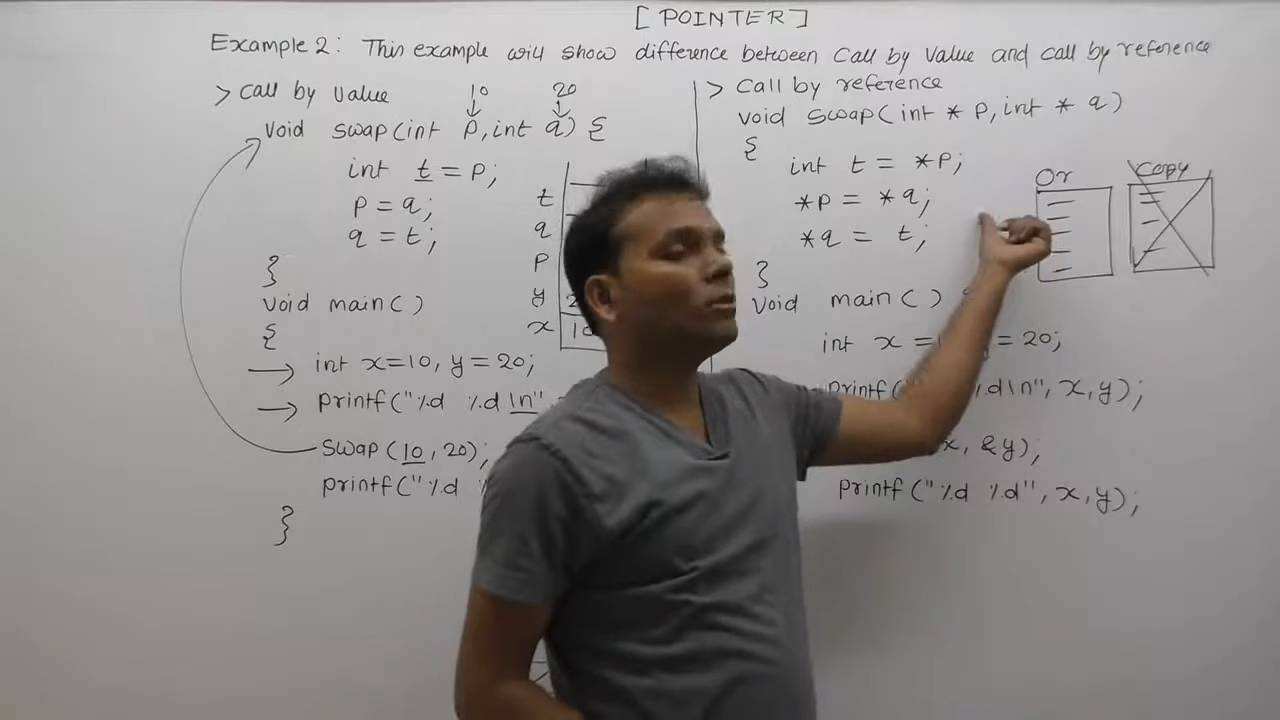 [ POINTER ]
Example 2: This example will show difference between Call by Value and call by reference
> call by value 10 20
void swap(int p, int q) {
int t = p;
p = q;
q = t;
}
void main( )
{
int x=10, y=20;
printf("%d %d \n"
swap(10, 20);
printf("%d
}
t
q
p
y 2
x 10
> Call by reference
void swap( int * p, int * q )
{
int t = *p;
*p = *q;
*q = t;
}
void main( )
int x = = 20;
printf(" %d\n", x, y);
x, &y);
printf("%d %d", x, y);
Or Copy